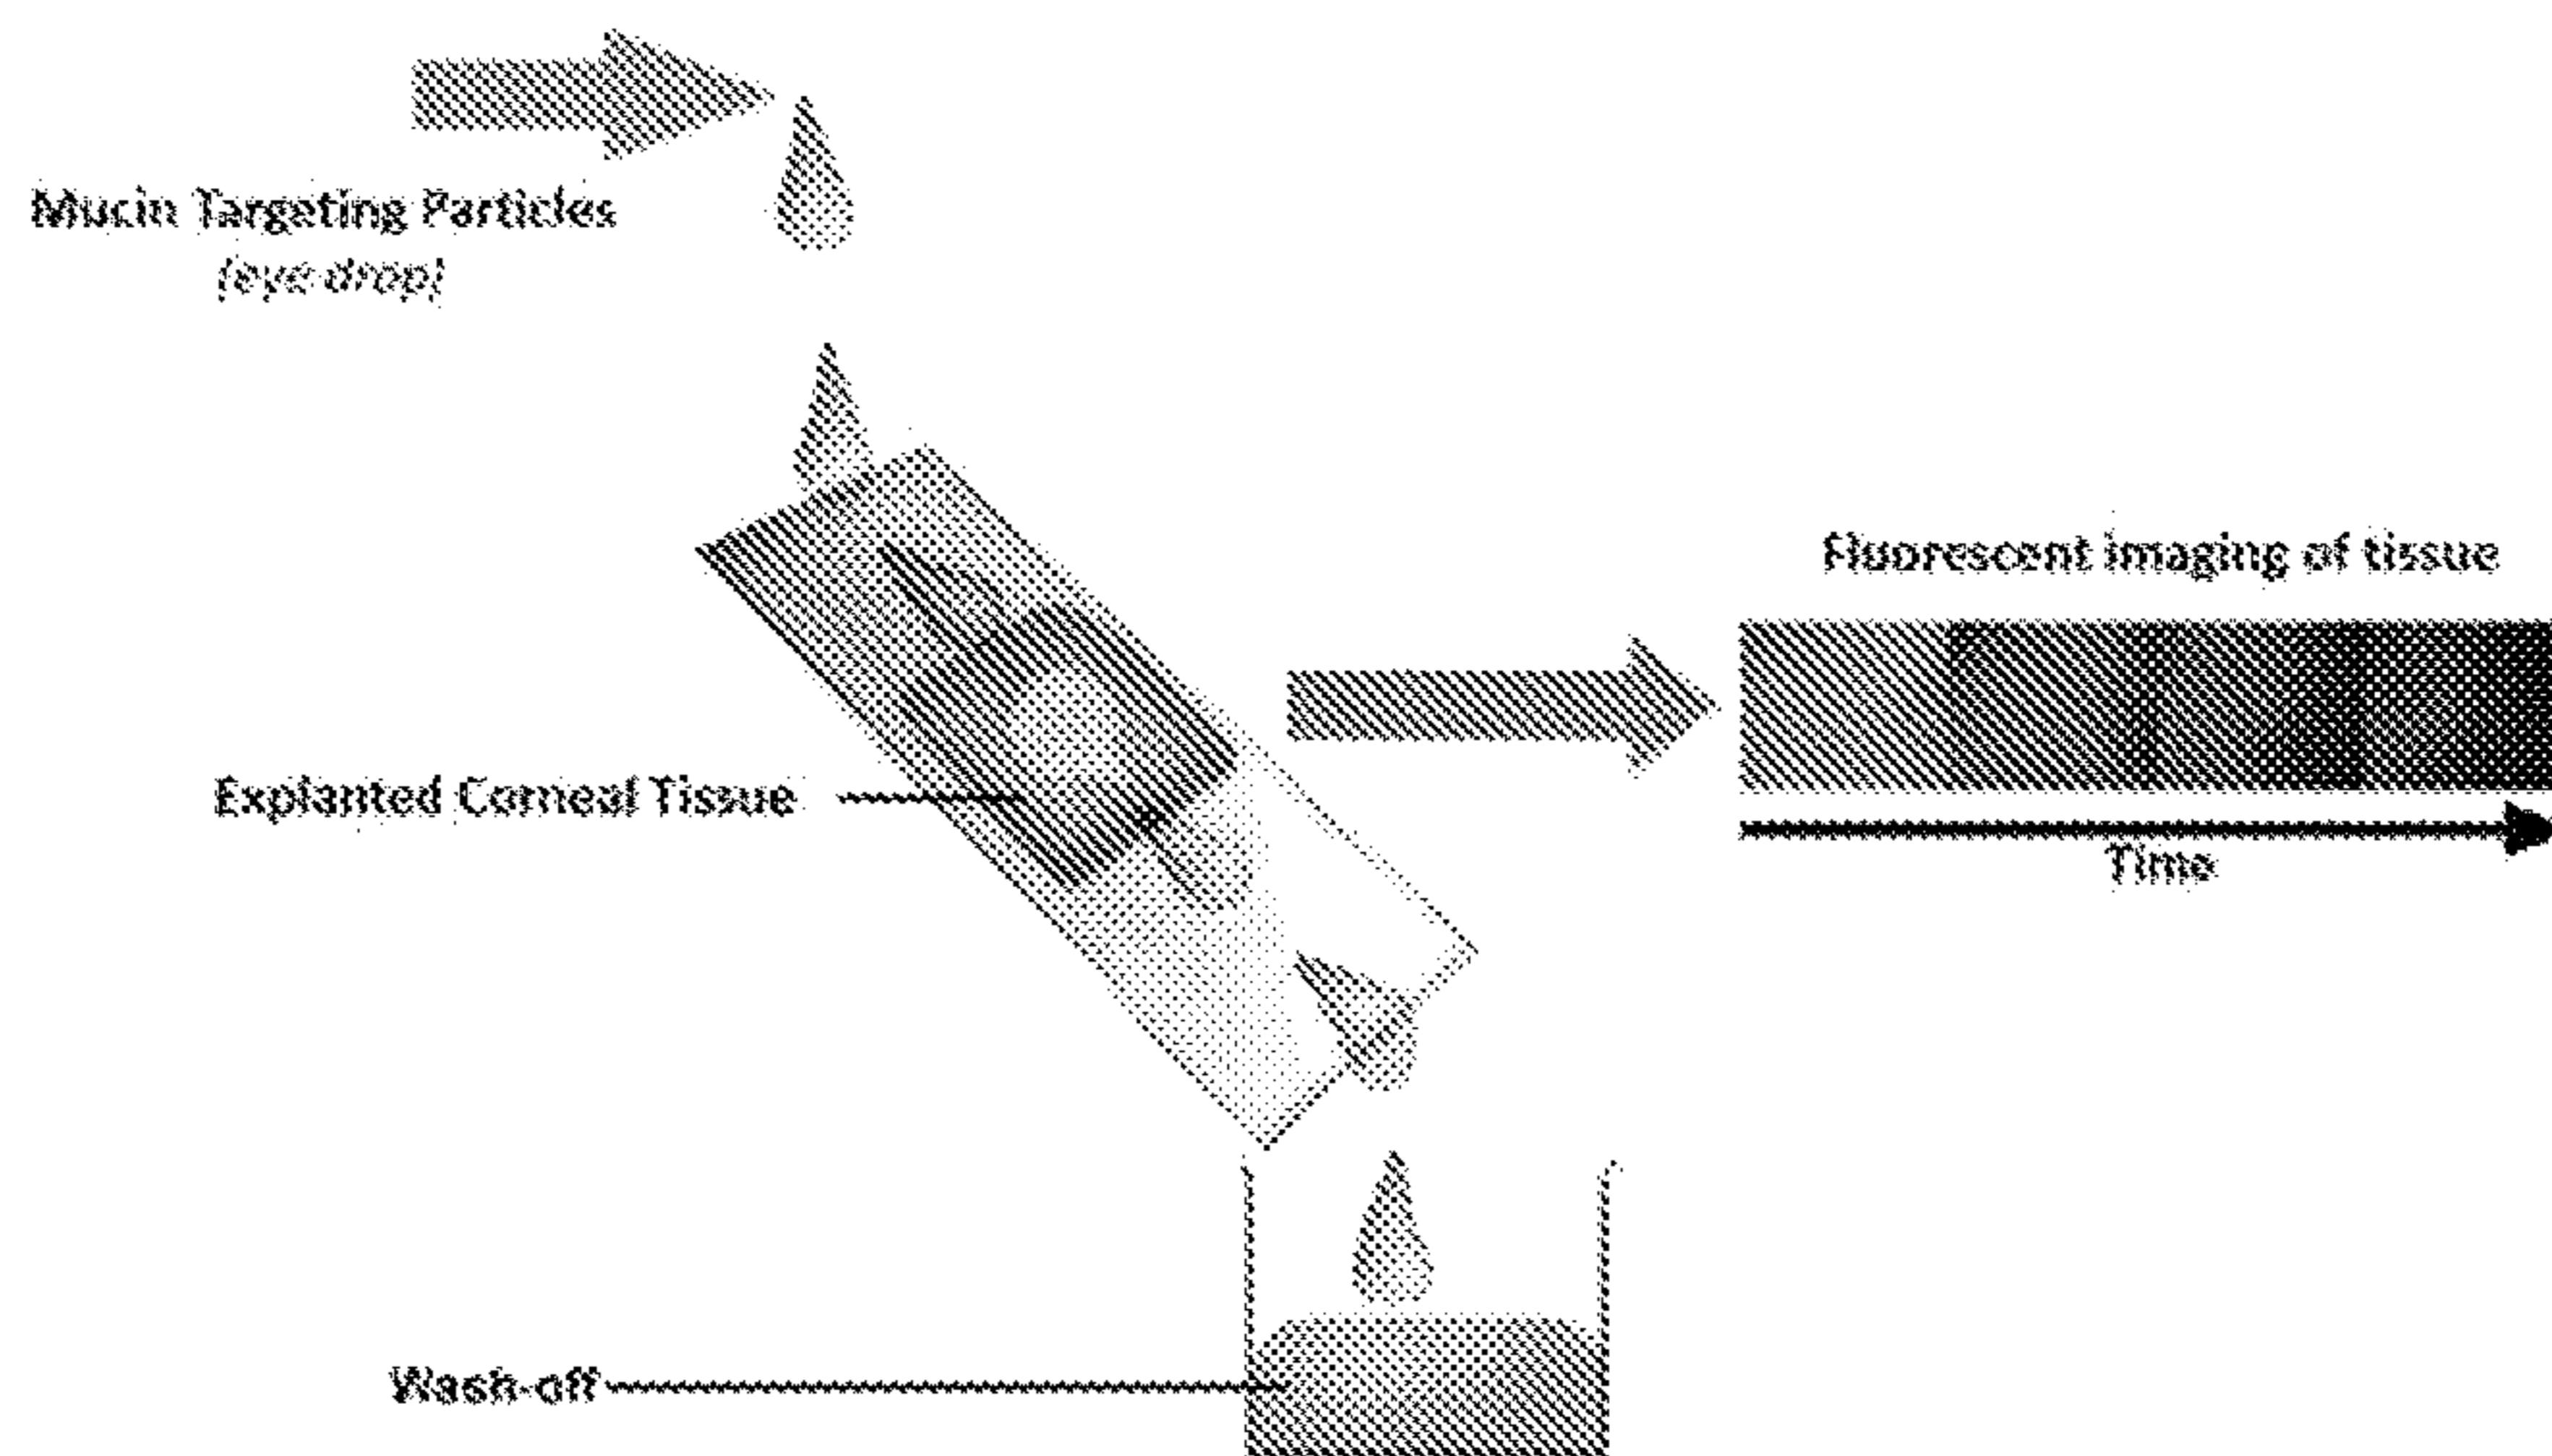 Mucin Targeting Particles
(eye drop)
Fluorescent imaging of tissue
Explanted Corneal Tissue
Time
Wash-off